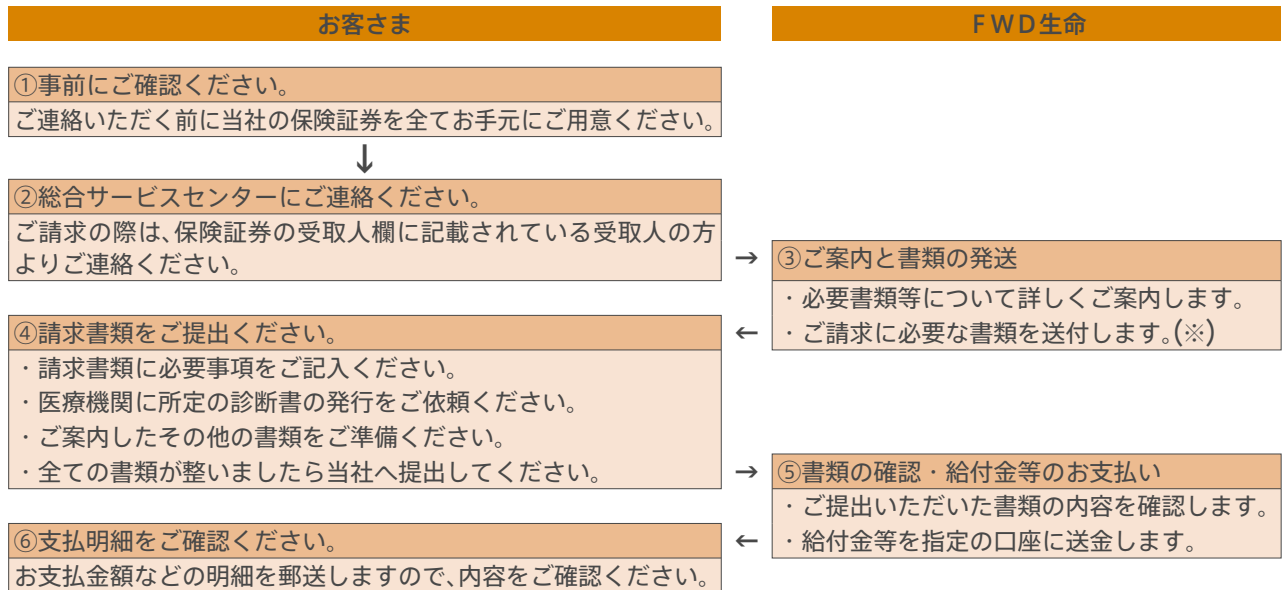 お客さま
FWD生命
①事前にご確認ください。
ご連絡いただく前に当社の保険証券を全てお手元にご用意ください。
↓
②総合サービスセンターにご連絡ください。
ご請求の際は、保険証券の受取人欄に記載されている受取人の方
よりご連絡ください。
→
③ご案内と書類の発送
・必要書類等について詳しくご案内します。
・ご請求に必要な書類を送付します。(※)
←
④請求書類をご提出ください。
・請求書類に必要事項をご記入ください。
・医療機関に所定の診断書の発行をご依頼ください。
・ご案内したその他の書類をご準備ください。
・全ての書類が整いましたら当社へ提出してください。
→
⑤書類の確認・給付金等のお支払い
・ご提出いただいた書類の内容を確認します。
・給付金等を指定の口座に送金します。
←
⑥支払明細をご確認ください。
お支払金額などの明細を郵送しますので、内容をご確認ください。